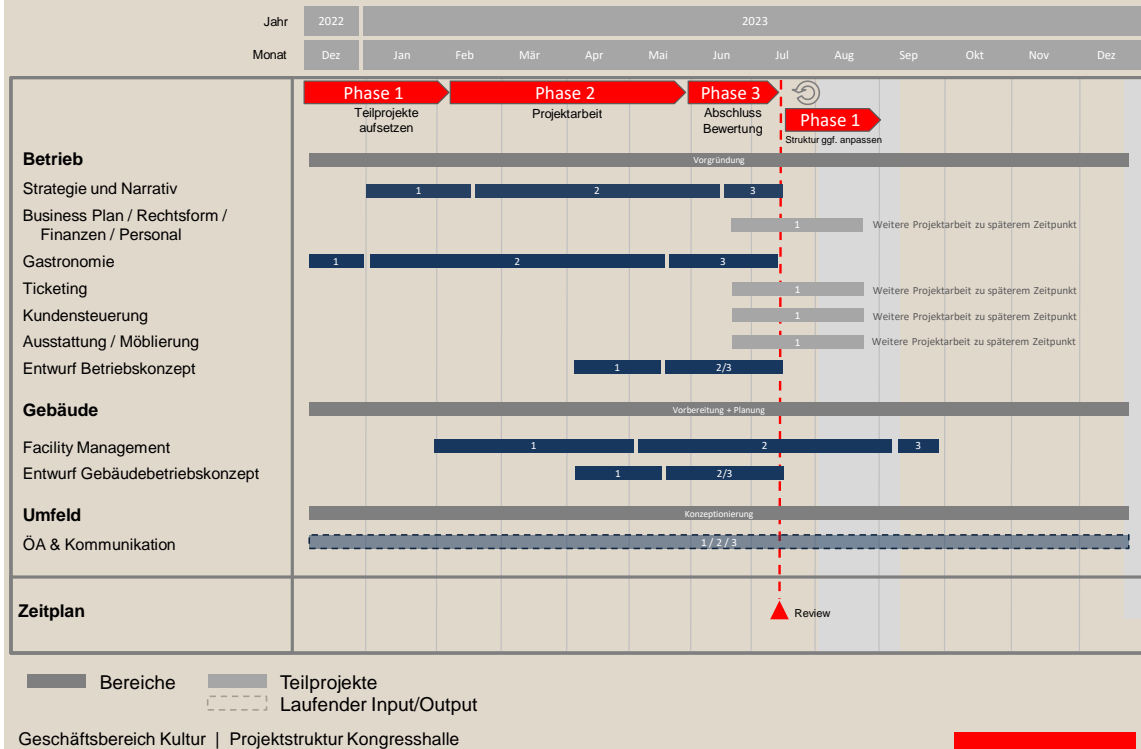 Jahr 2022 2023
Monat Dez Jan Feb Mär Apr Mai Jun Jul Aug Sep Okt Nov Dez
Phase 1 Phase 2 Phase 3
Teilprojekte aufsetzen
Projektarbeit
Abschluss Bewertung
Phase 1
Struktur ggf. anpassen
Betrieb Vorgründung
Strategie und Narrativ 1 2 3
Business Plan / Rechtsform /
Finanzen / Personal 1 Weitere Projektarbeit zu späterem Zeitpunkt
Gastronomie 1 2 3
Ticketing 1 Weitere Projektarbeit zu späterem Zeitpunkt
Kundensteuerung 1 Weitere Projektarbeit zu späterem Zeitpunkt
Ausstattung / Möblierung 1 Weitere Projektarbeit zu späterem Zeitpunkt
Entwurf Betriebskonzept 1 2/3
Gebäude Vorbereitung + Planung
Facility Management 1 2 3
Entwurf Gebäudebetriebskonzept 1 2/3
Umfeld Konzeptionierung
ÖA & Kommunikation 1 / 2 / 3
Zeitplan Review
Bereiche Teilprojekte
Laufender Input/Output
Geschäftsbereich Kultur | Projektstruktur Kongresshalle